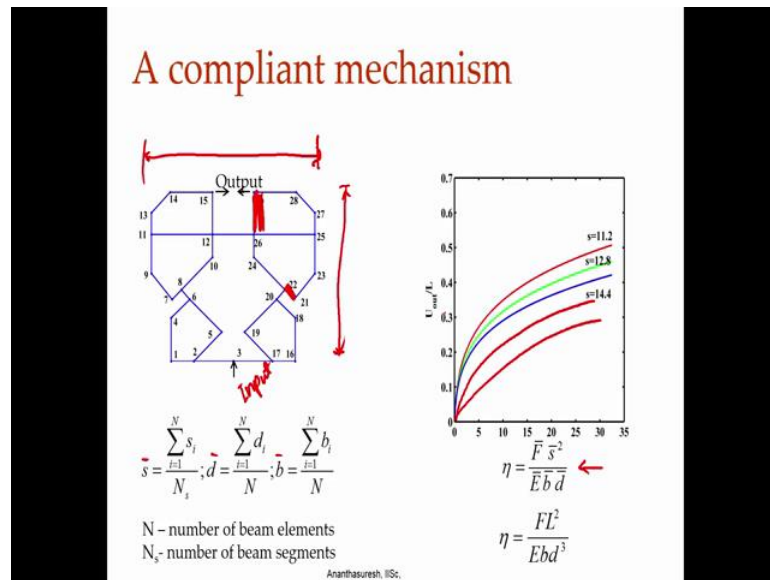 A compliant mechanism
Output
14
15
28
13
27
11
12
26
25
10
24
9
8
23
22
7
6
20
21
4
18
5
19
1
2
3
17
16
Input
0.7
0.6
0.5
0.4
0.3
0.2
0.1
0
U_out/L
s=11.2
s=12.8
s=14.4
0 5 10 15 20 25 30 35
s̄ = ∑_{i=1}^{N} s_i / N_s ; d̄ = ∑_{i=1}^{N} d_i / N ; b̄ = ∑_{i=1}^{N} b_i / N
η = F̄ s̄² / Ē b̄ d̄
η = FL² / Ebd³
N – number of beam elements
N_s- number of beam segments
Ananthasuresh, IISc,